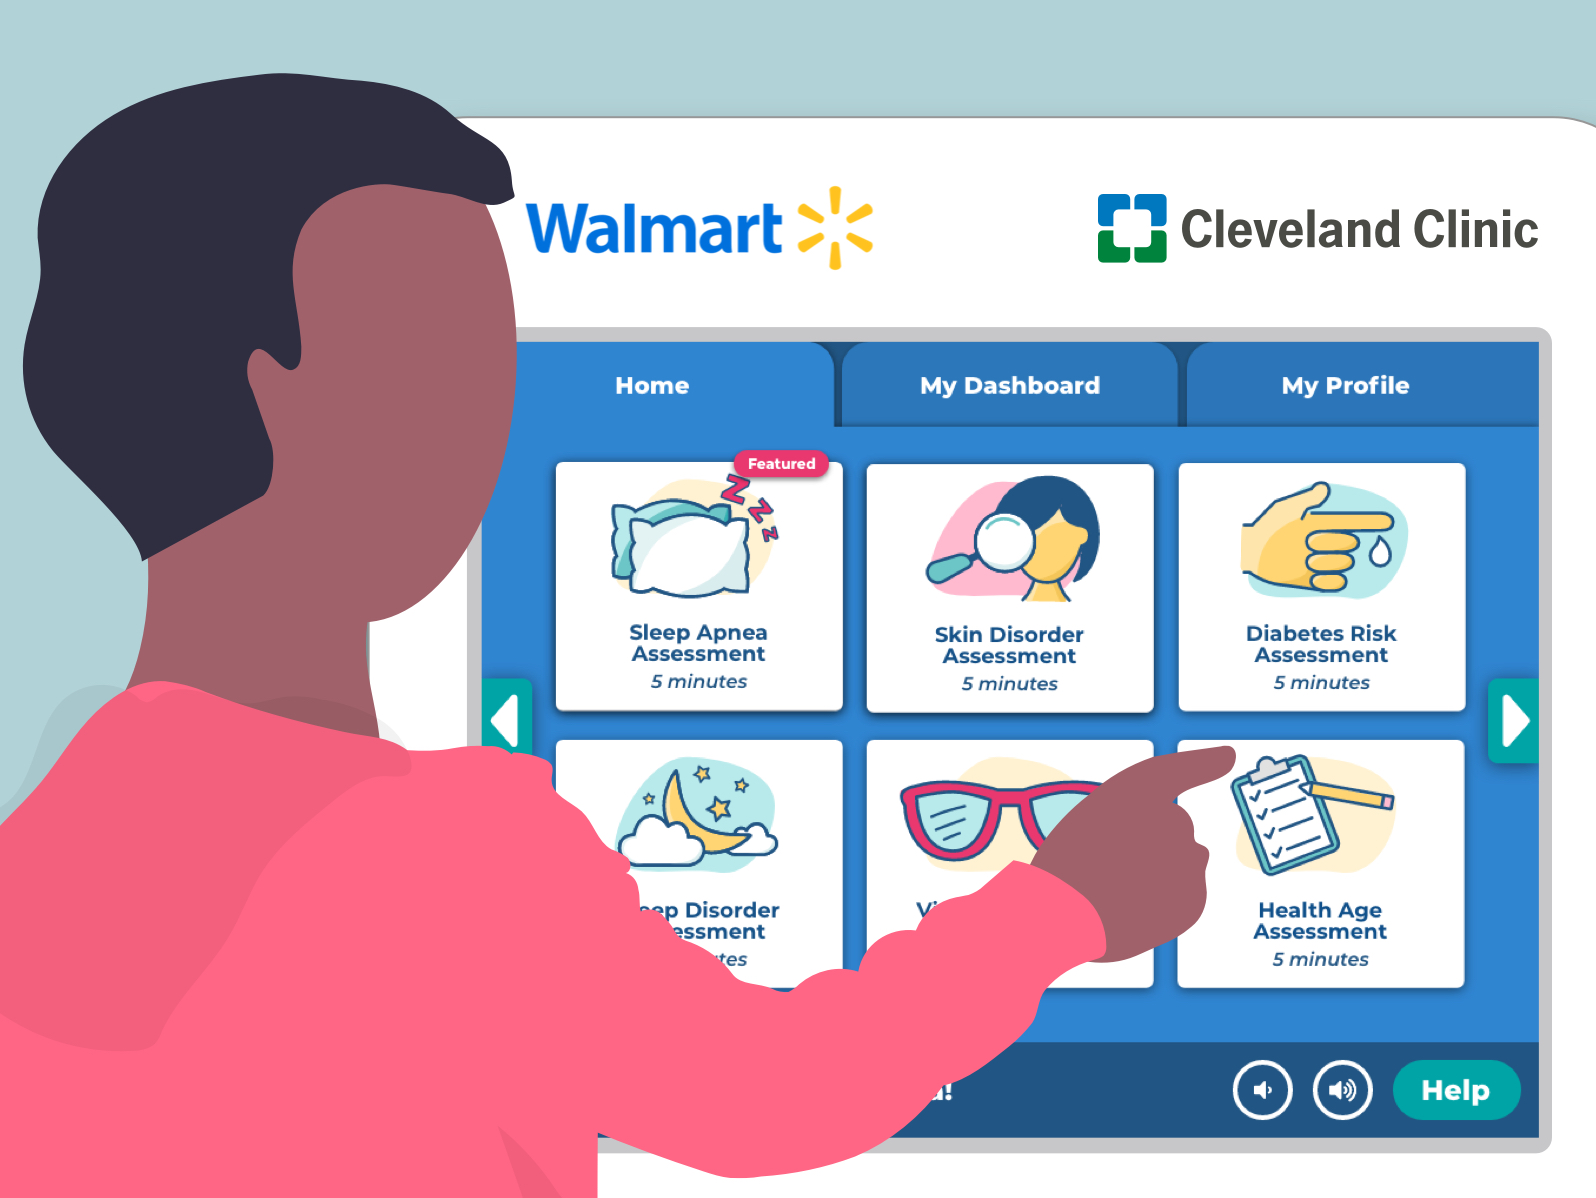 Walmart
Cleveland Clinic
Home
My Dashboard
My Profile
Featured
Z
Z
Z
Sleep Apnea
Assessment
5 minutes
Skin Disorder
Assessment
5 minutes
Diabetes Risk
Assessment
5 minutes
Disorder
Health Age
Assessment
5 minutes
Help